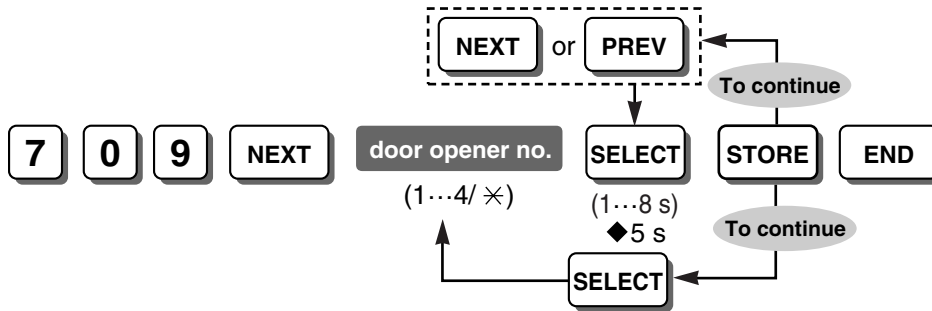 NEXT or PREV
To continue
7 0 9 NEXT door opener no. SELECT STORE END
(1···4/ ✳) (1···8 s)
◆5 s
To continue
SELECT